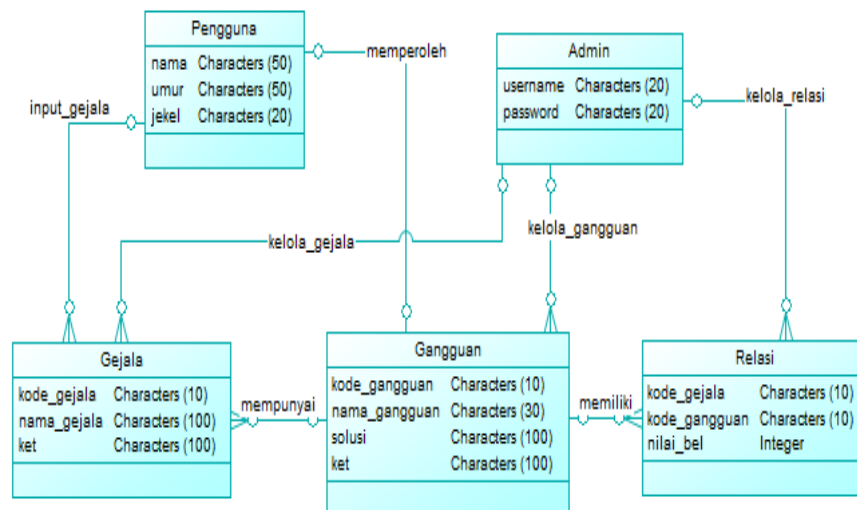 Pengguna
nama Characters (50)
umur Characters (50)
jekel Characters (20)
memperoleh
Admin
username Characters (20)
password Characters (20)
kelola_relasi
input_gejala
kelola_gejala
kelola_gangguan
Gejala
kode_gejala Characters (10)
nama_gejala Characters (100)
ket Characters (100)
mempunyai
Gangguan
kode_gangguan Characters (10)
nama_gangguan Characters (30)
solusi Characters (100)
ket Characters (100)
memiliki
Relasi
kode_gejala Characters (10)
kode_gangguan Characters (10)
nilai_bel Integer